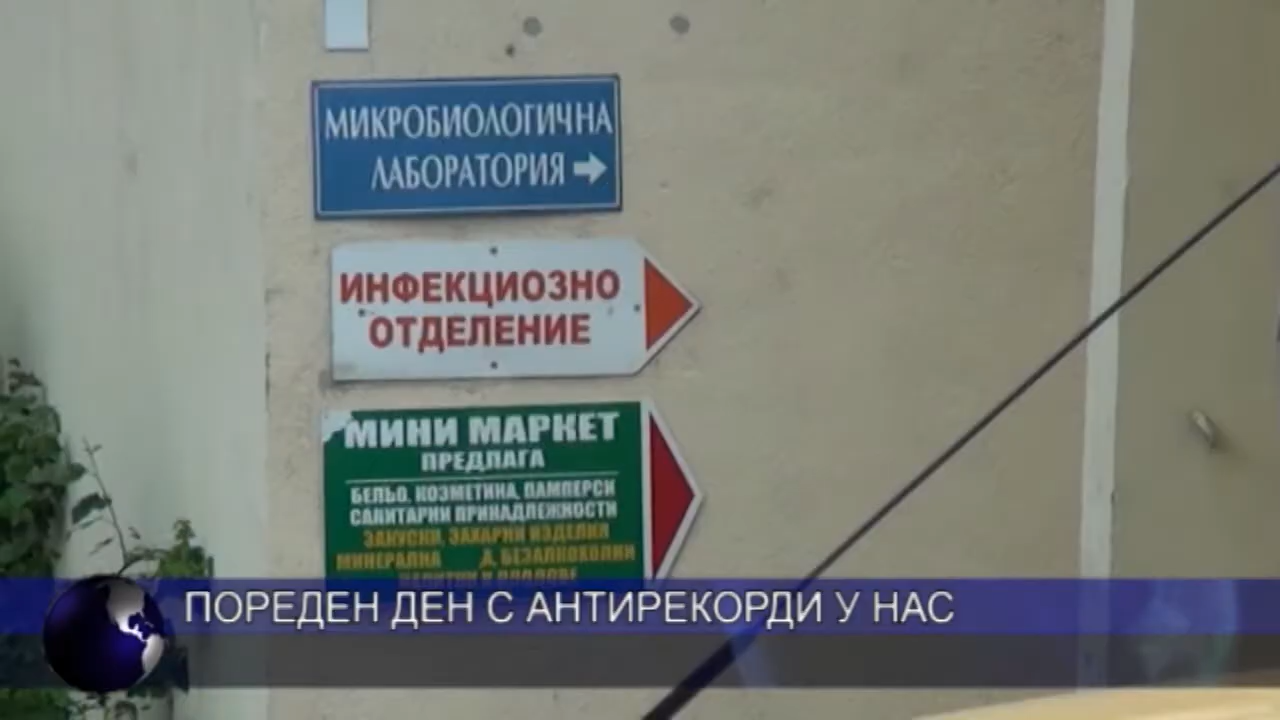 МИКРОБИОЛОГИЧНА
ЛАБОРАТОРИЯ
ИНФЕКЦИОЗНО
ОТДЕЛЕНИЕ
МИНИ МАРКЕТ
ПРЕДЛАГА
БЕЛЬО, КОЗМЕТИКА, ПАМПЕРСИ
САНИТАРНИ ПРИНАДЛЕЖНОСТИ
ЗАКУСКИ, ЗАХАРНИ ИЗДЕЛИЯ
МИНЕРАЛНА БЕЗАЛКОХОЛНИ
ПОРЕДЕН ДЕН С АНТИРЕКОРДИ У НАС